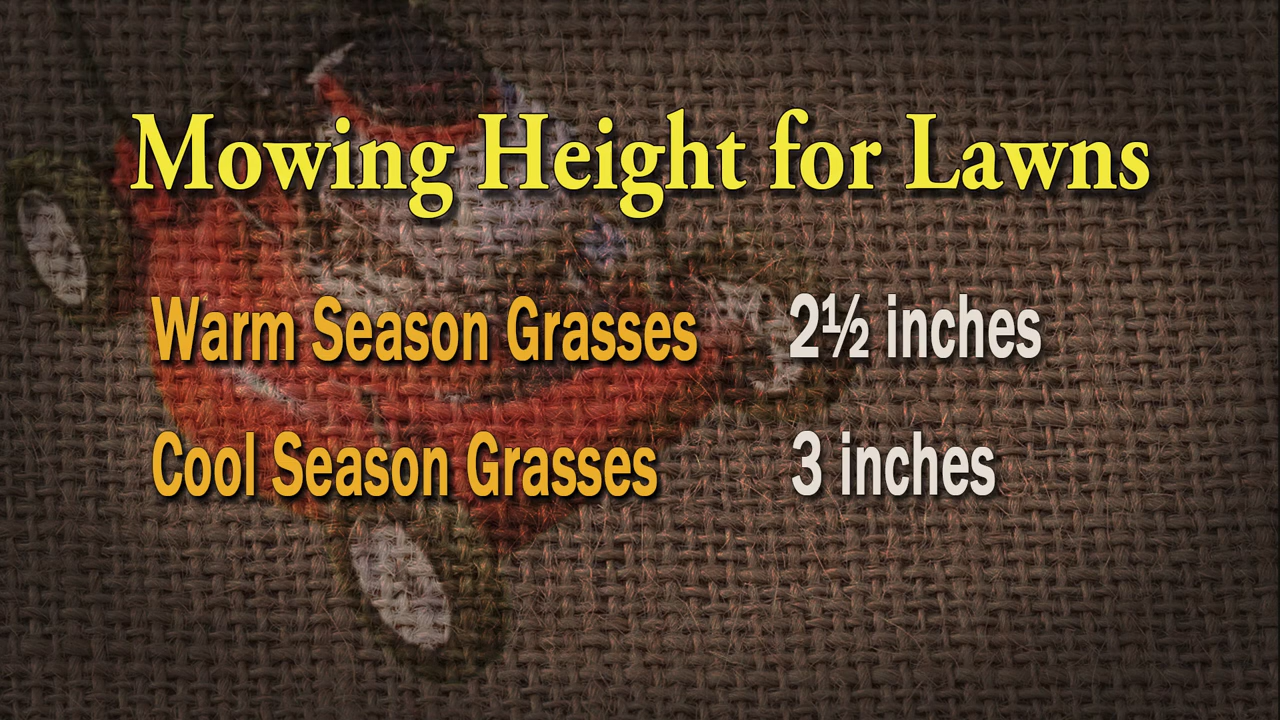 Mowing Height for Lawns
Warm Season Grasses 2½ inches
Cool Season Grasses 3 inches